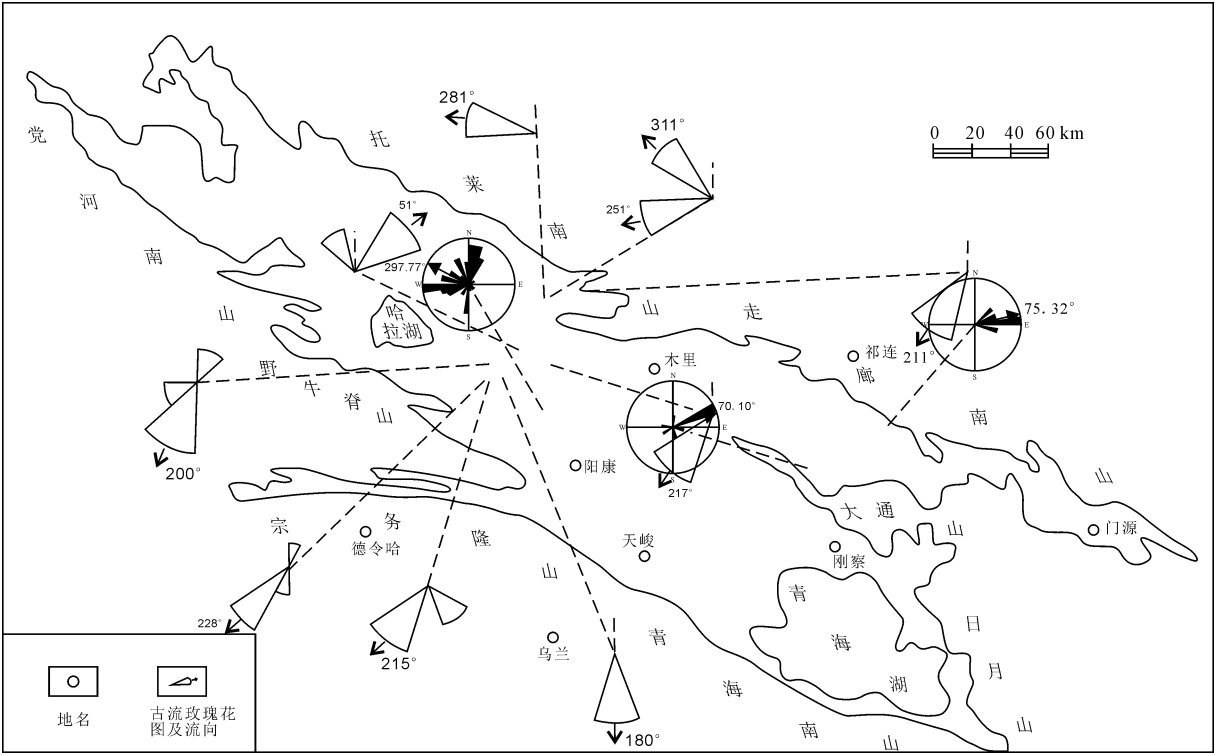 281°
311°
0 20 40 60 km
党河南山
托莱南山
51°
251°
N
W E
S
297.77°
哈
拉湖
走廊南山
N
W E
S
75.32°
211°
祁连
木里
野牛脊山
N
W E
S
70.10°
217°
200°
阳康
大通山
门源
宗务隆山
德令哈
天峻
刚察
228°
215°
乌兰
180°
青海湖
日月山
青海南山
地名
古流玫瑰花
图及流向